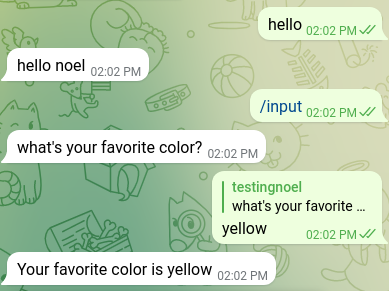 hello 02:02 PM
hello noel 02:02 PM
/input 02:02 PM
what's your favorite color? 02:02 PM
testingnoel
what's your favorite ...
yellow 02:02 PM
Your favorite color is yellow 02:02 PM